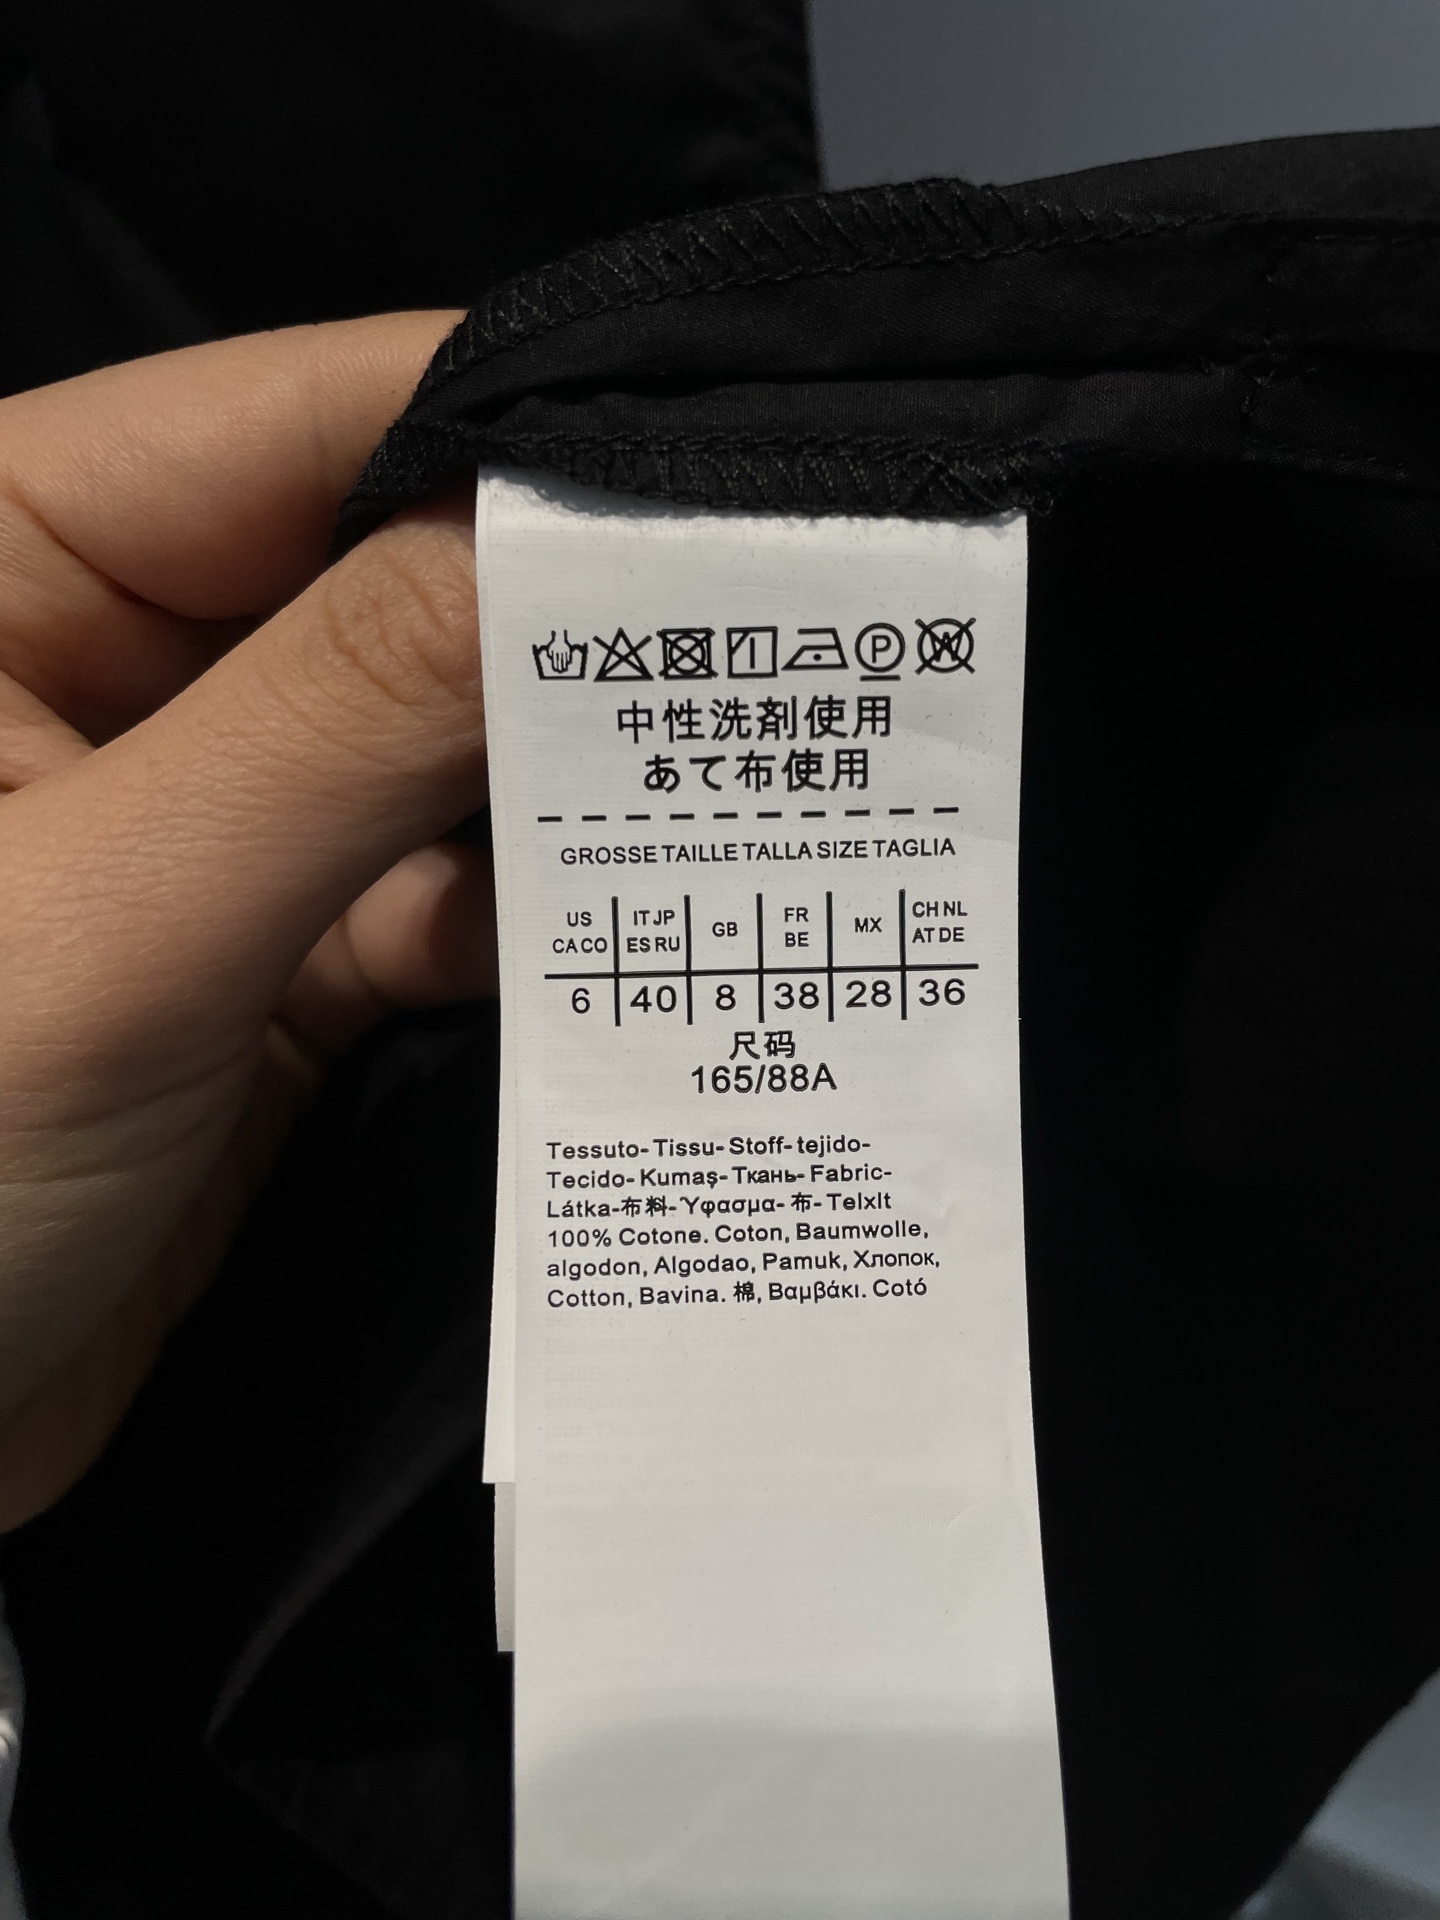 P W
中性洗剤使用
あて布使用
GROSSE TAILLE TALLA SIZE TAGLIA
US CA CO IT JP ES RU GB FR BE MX CH NL AT DE
6 40 8 38 28 36
尺码
165/88A
Tessuto- Tissu- Stoff- tejido-
Tecido- Kumaş- Ткань- Fabric-
Látka-布料- Ύφασμα- 布- TelxIt
100% Cotone. Coton, Baumwolle,
algodon, Algodao, Pamuk, Хлопок,
Cotton, Bavina. 棉, Βαμβάκι. Cotó